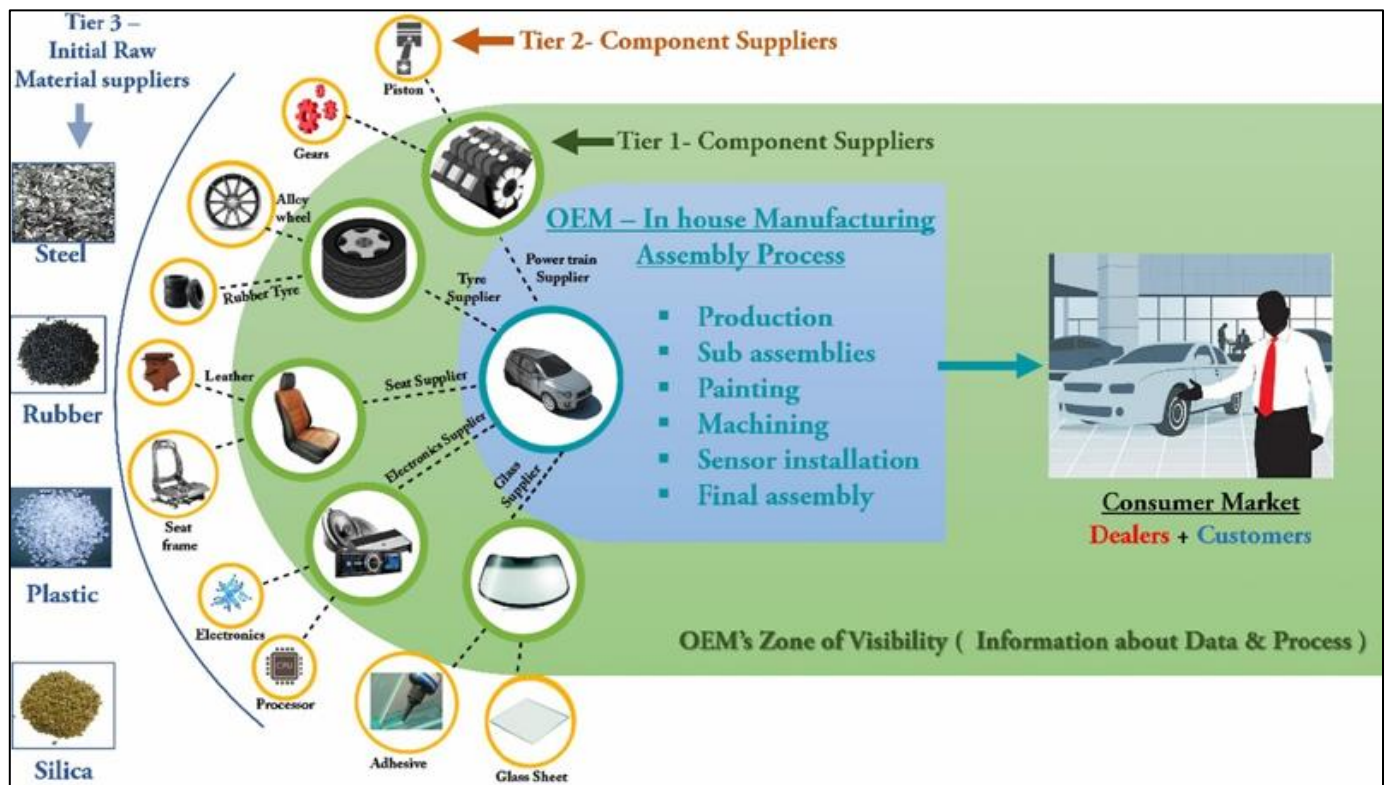 Tier 3 –
Initial Raw
Material suppliers
Steel
Rubber
Plastic
Silica
Tier 2- Component Suppliers
Piston
Gears
Alley
wheel
Rubber Tyre
Leather
Seat
frame
Electronics
CPU
Processor
Adhesive
Glass Sheet
Tier 1- Component Suppliers
Power train
Supplier
Tyre
Supplier
Seat Supplier
Electronics Supplier
Glass
Supplier
OEM – In house Manufacturing
Assembly Process
▪ Production
▪ Sub assemblies
▪ Painting
▪ Machining
▪ Sensor installation
▪ Final assembly
Consumer Market
Dealers + Customers
OEM's Zone of Visibility ( Information about Data & Process )